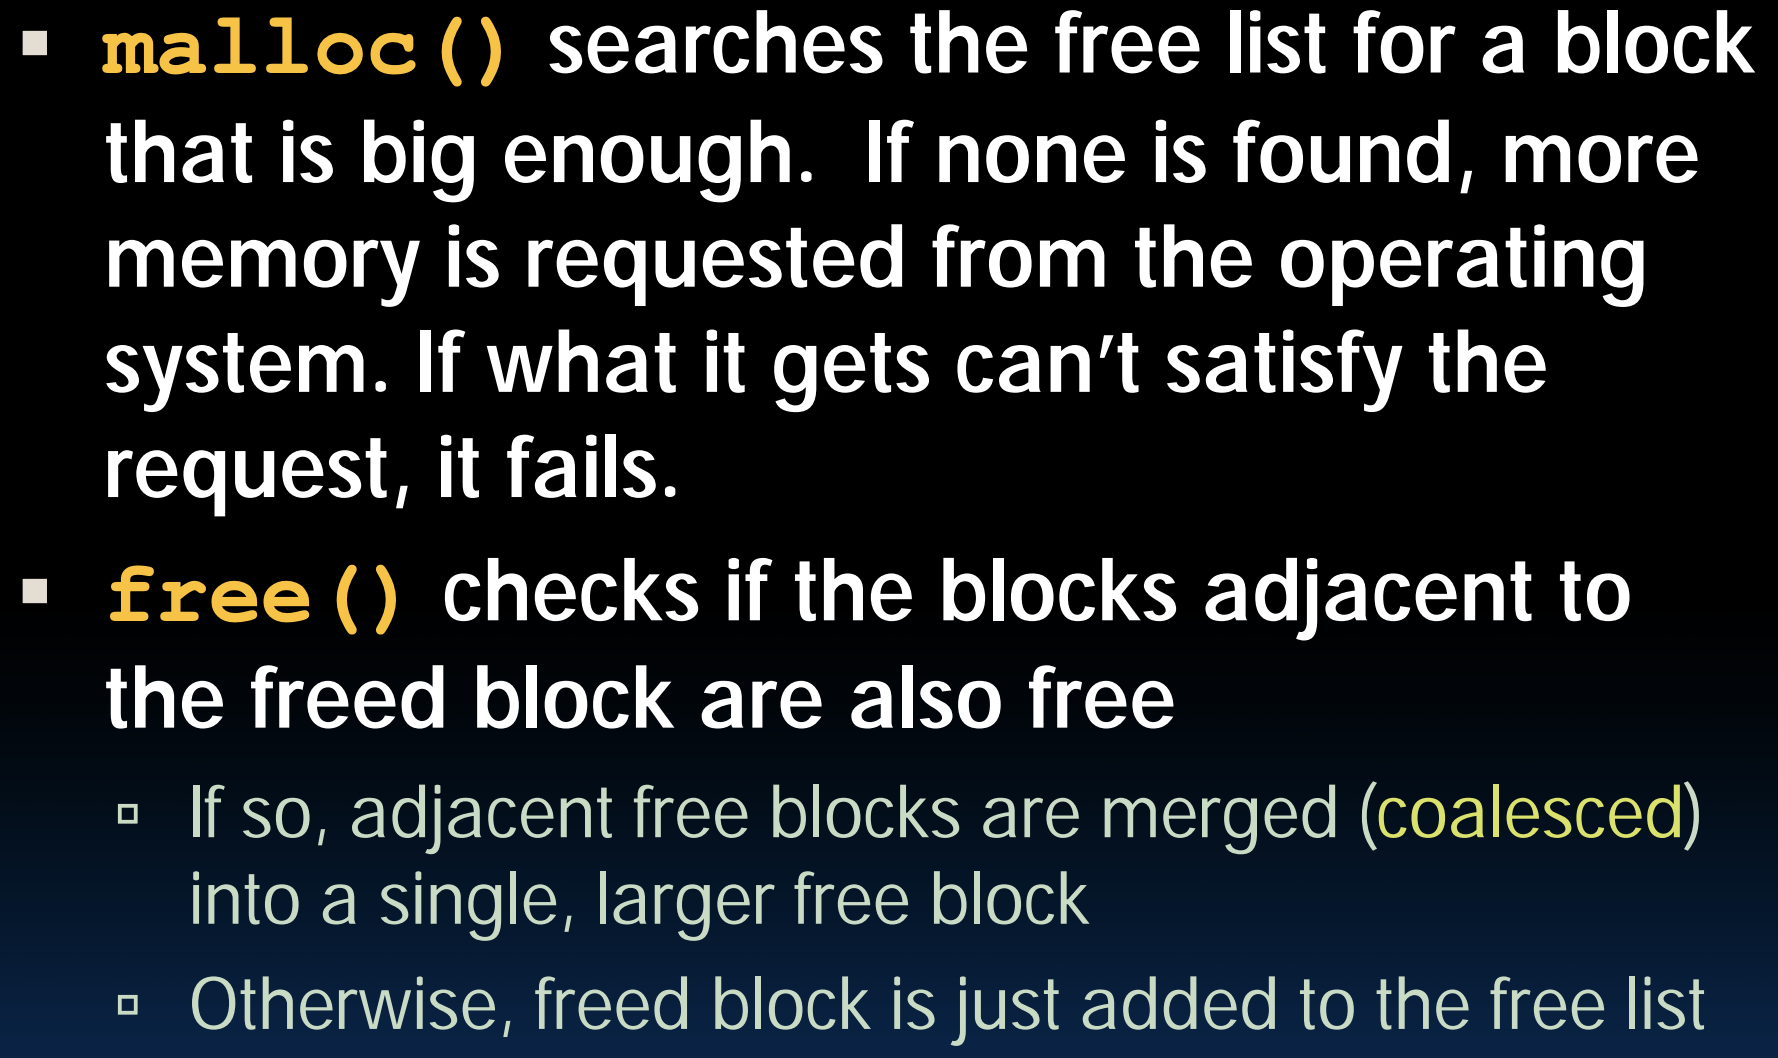 ▪ malloc() searches the free list for a block
that is big enough.  If none is found, more
memory is requested from the operating
system. If what it gets can’t satisfy the
request, it fails.
▪ free() checks if the blocks adjacent to
the freed block are also free
▫ If so, adjacent free blocks are merged (coalesced)
into a single, larger free block
▫ Otherwise, freed block is just added to the free list